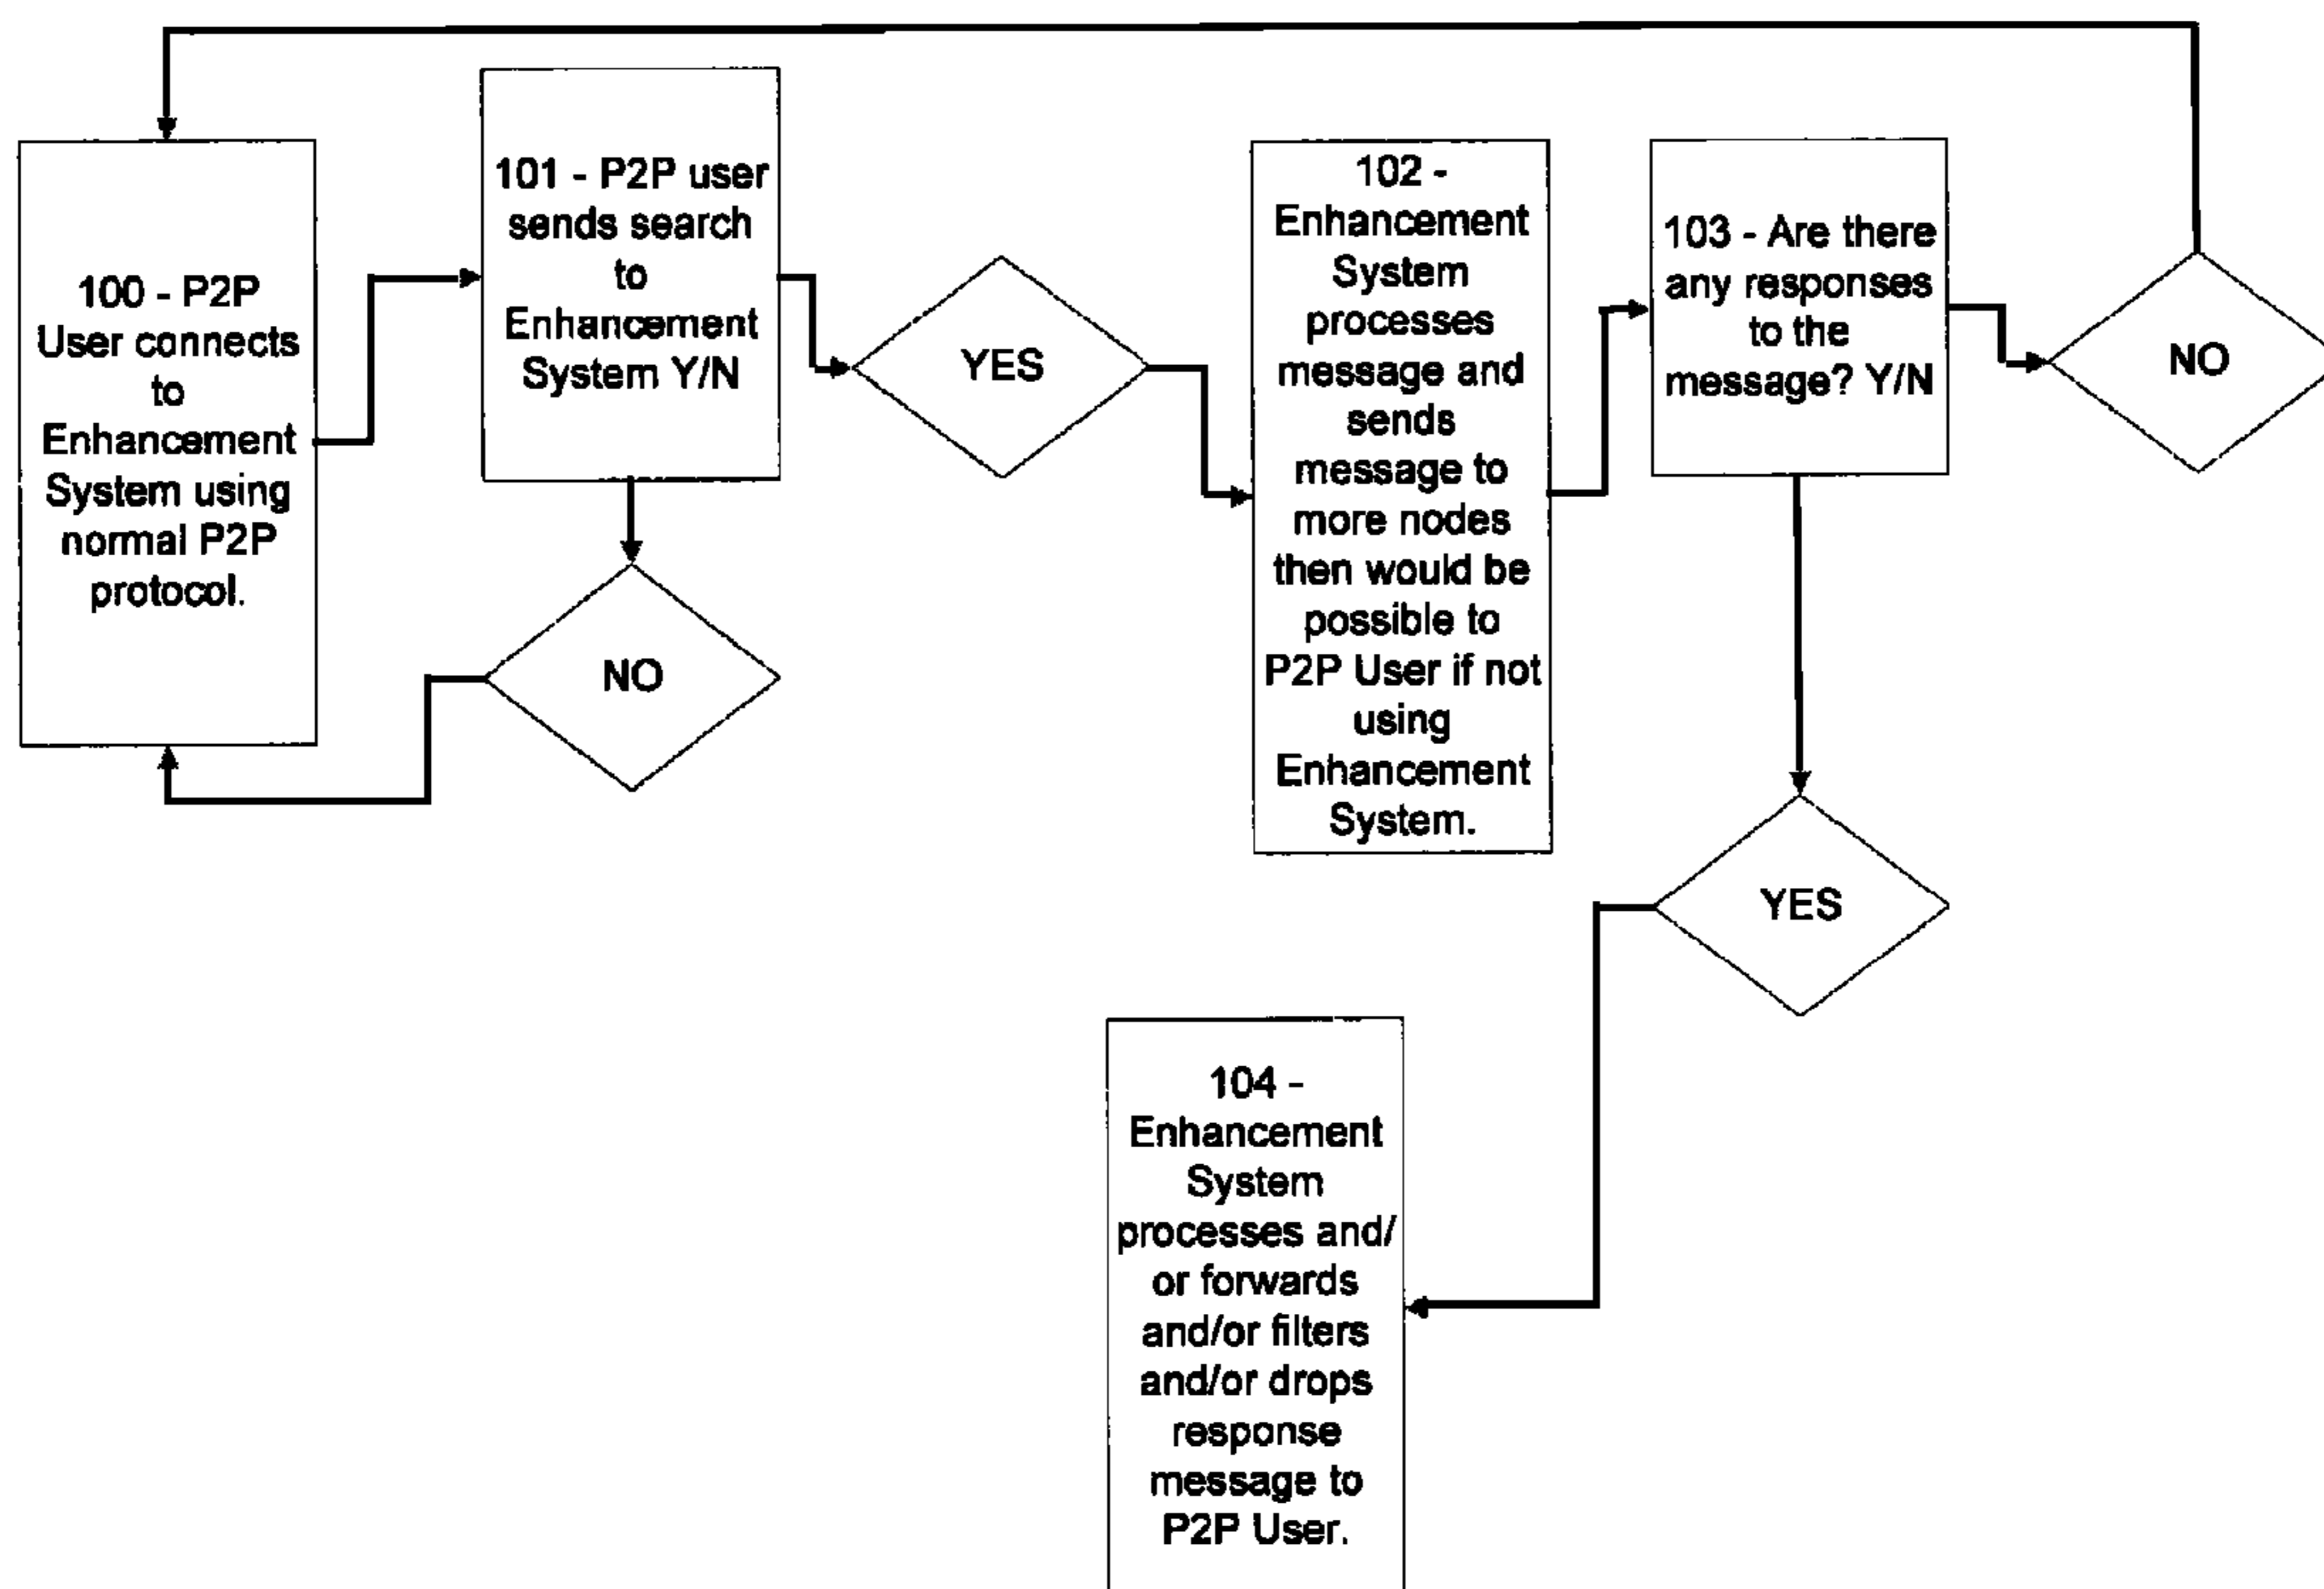 100 - P2P
User connects
to
Enhancement
System using
normal P2P
protocol.
101 - P2P user
sends search
to
Enhancement
System Y/N
YES
NO
102 -
Enhancement
System
processes
message and
sends
message to
more nodes
then would be
possible to
P2P User if not
using
Enhancement
System.
103 - Are there
any responses
to the
message? Y/N
NO
YES
104 -
Enhancement
System
processes and/
or forwards
and/or filters
and/or drops
response
message to
P2P User.